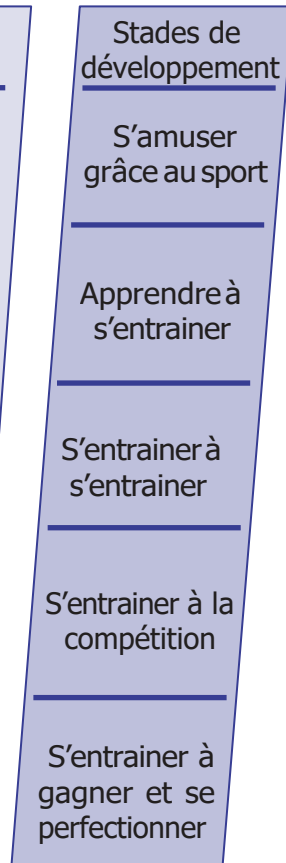 Stades de
développement
S'amuser
grâce au sport
Apprendre à
s'entrainer
S'entrainer à
s'entrainer
S'entrainer à la
compétition
S'entrainer à
gagner et se
perfectionner